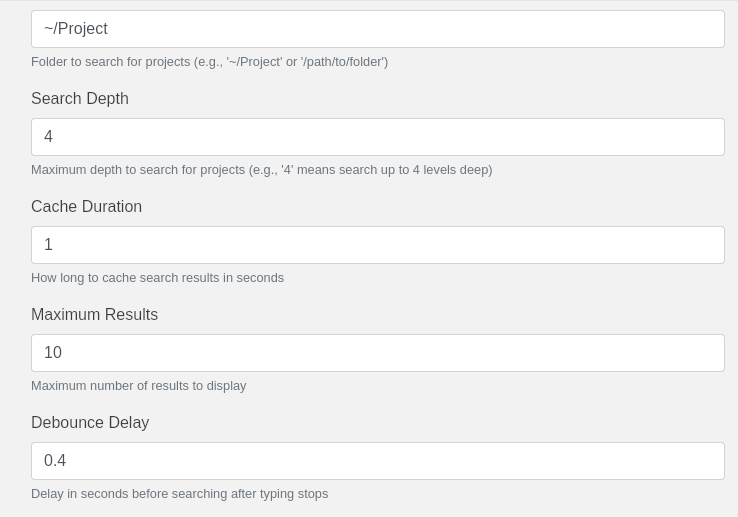 ~/Project
Folder to search for projects (e.g., '~/Project' or '/path/to/folder')
Search Depth
4
Maximum depth to search for projects (e.g., '4' means search up to 4 levels deep)
Cache Duration
1
How long to cache search results in seconds
Maximum Results
10
Maximum number of results to display
Debounce Delay
0.4
Delay in seconds before searching after typing stops